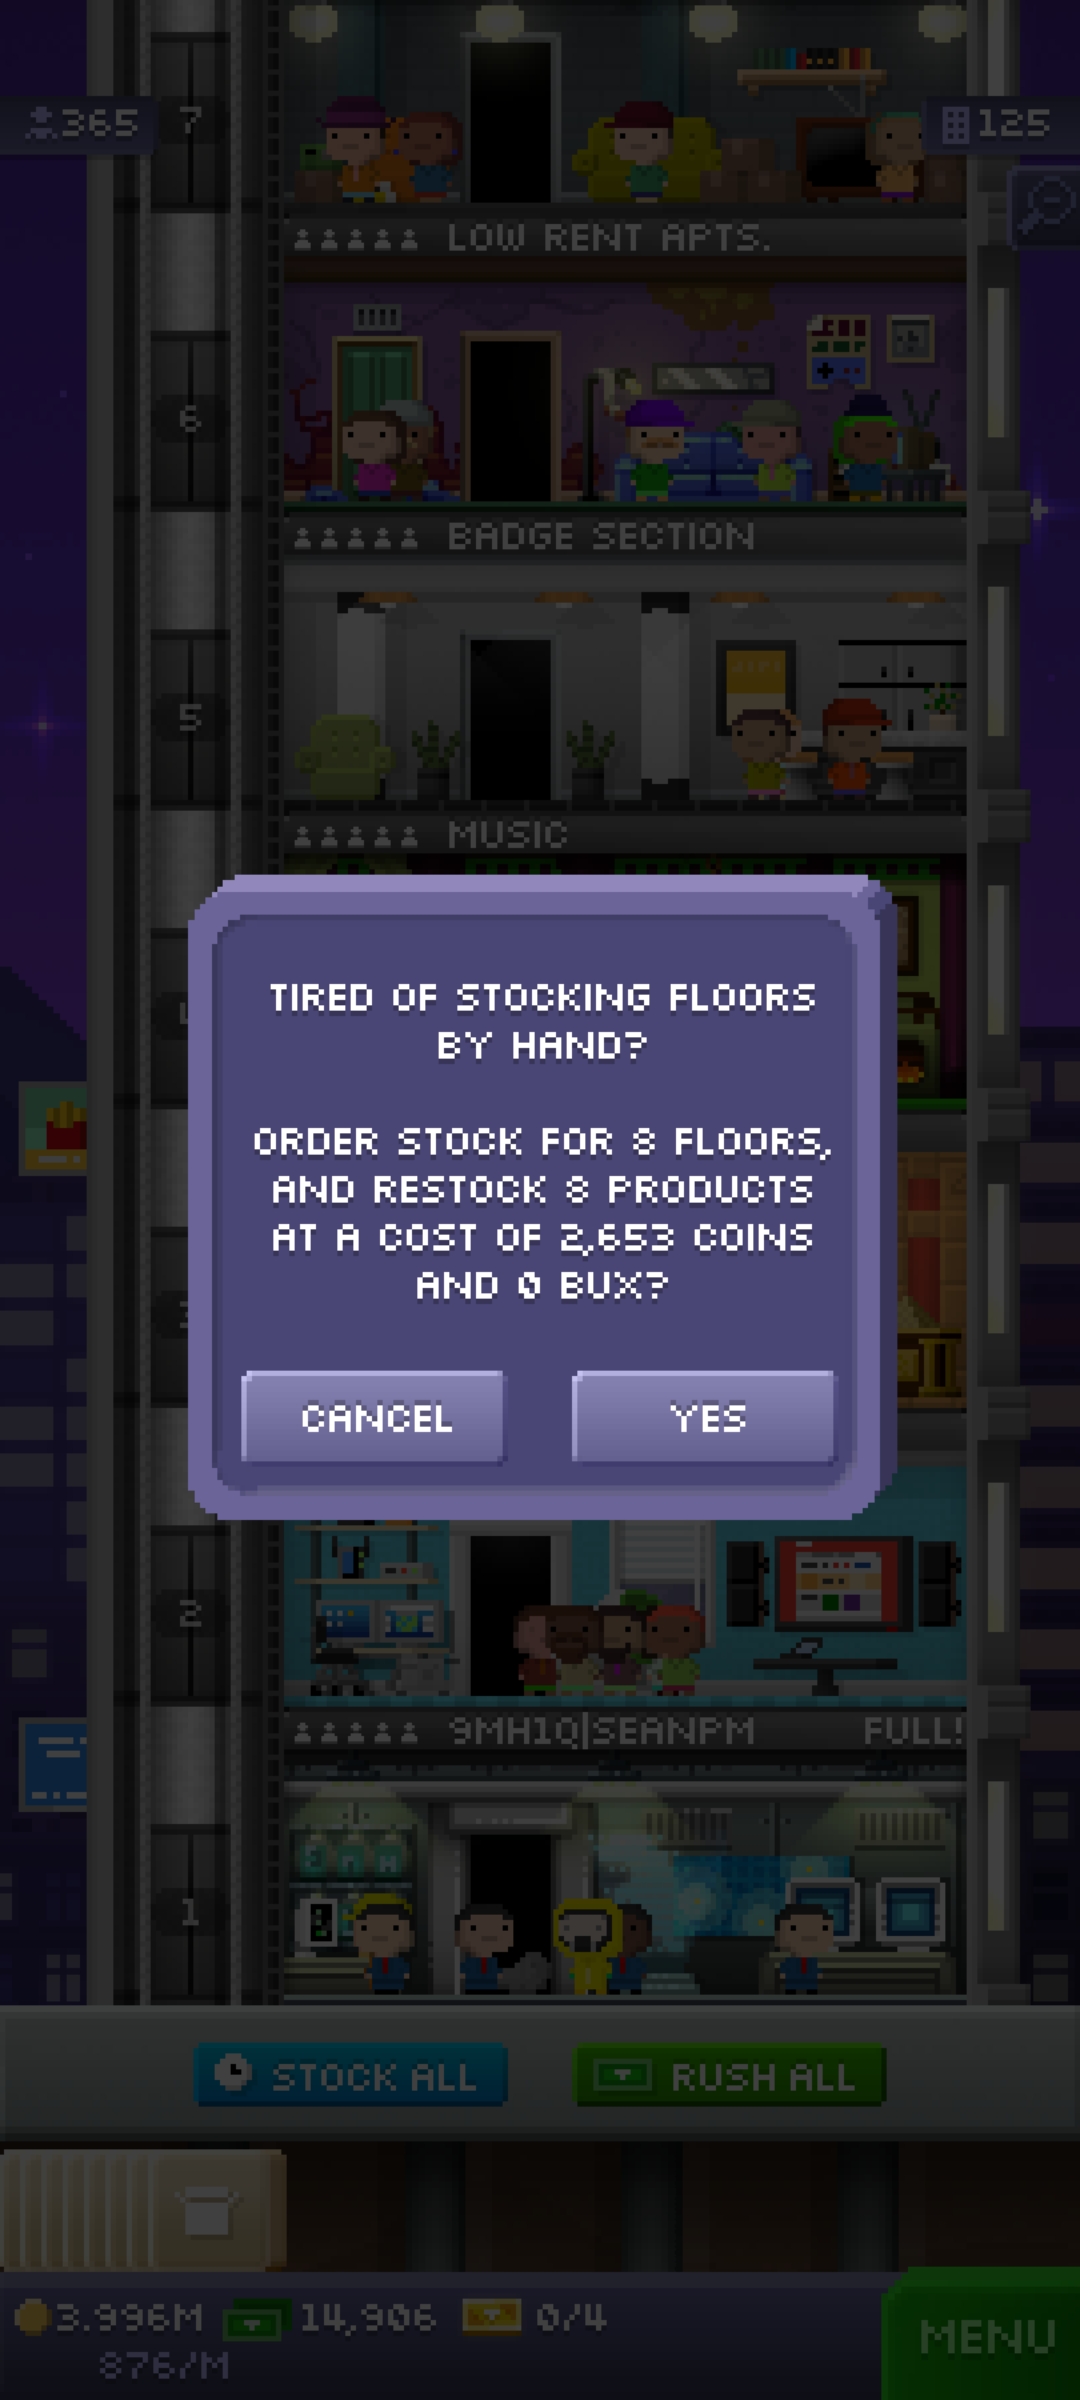 365
7
125
LOW RENT APTS.
6
BADGE SECTION
5
MUSIC
TIRED OF STOCKING FLOORS
BY HAND?
ORDER STOCK FOR 8 FLOORS,
AND RESTOCK 8 PRODUCTS
AT A COST OF 2,653 COINS
AND 0 BUX?
CANCEL
YES
2
9MH1Q|SEANPM
FULL!
1
STOCK ALL
RUSH ALL
3.996M
14,906
0/4
876/M
MENU